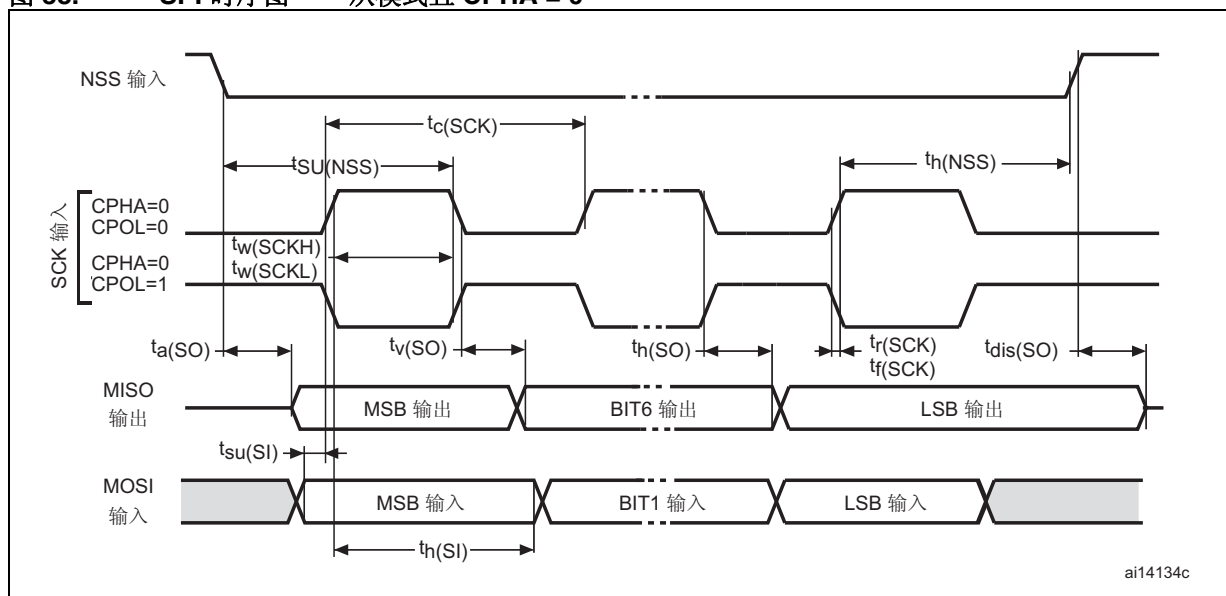 NSS 输入
tc(SCK)
tSU(NSS)
th(NSS)
SCK 输入
CPHA=0
CPOL=0
tw(SCKH)
tw(SCKL)
CPHA=0
CPOL=1
ta(SO)
tv(SO)
th(SO)
tr(SCK)
tf(SCK)
tdis(SO)
MISO
输出
MSB 输出
BIT6 输出
LSB 输出
tsu(SI)
MOSI
输入
MSB 输入
BIT1 输入
LSB 输入
th(SI)
ai14134c